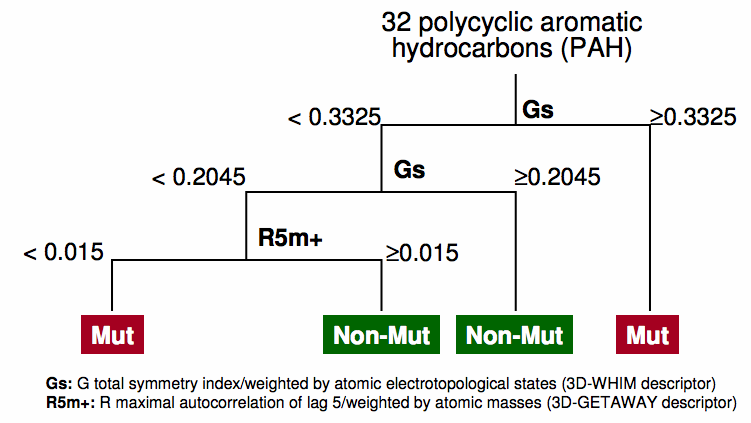 32 polycyclic aromatic
hydrocarbons (PAH)
Gs
< 0.3325
≥0.3325
Gs
< 0.2045
≥0.2045
R5m+
< 0.015
≥0.015
Mut
Non-Mut
Non-Mut
Mut
Gs: G total symmetry index/weighted by atomic electrotopological states (3D-WHIM descriptor)
R5m+: R maximal autocorrelation of lag 5/weighted by atomic masses (3D-GETAWAY descriptor)